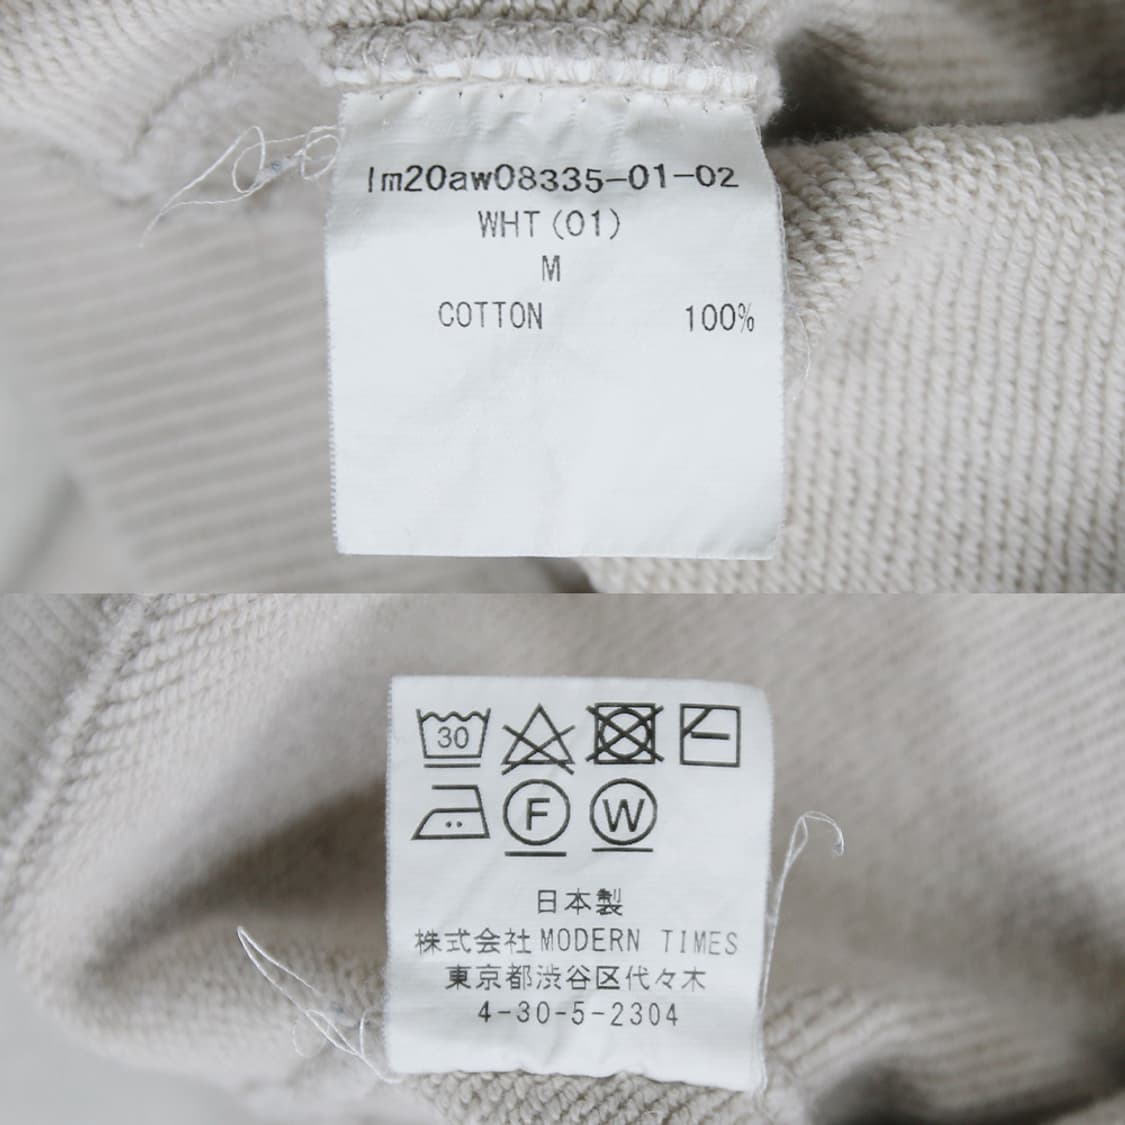 lm20aw08335-01-02
WHT(01)
M
COTTON 100%
30
F W
日本製
株式会社MODERN TIMES
東京都渋谷区代々木
4-30-5-2304